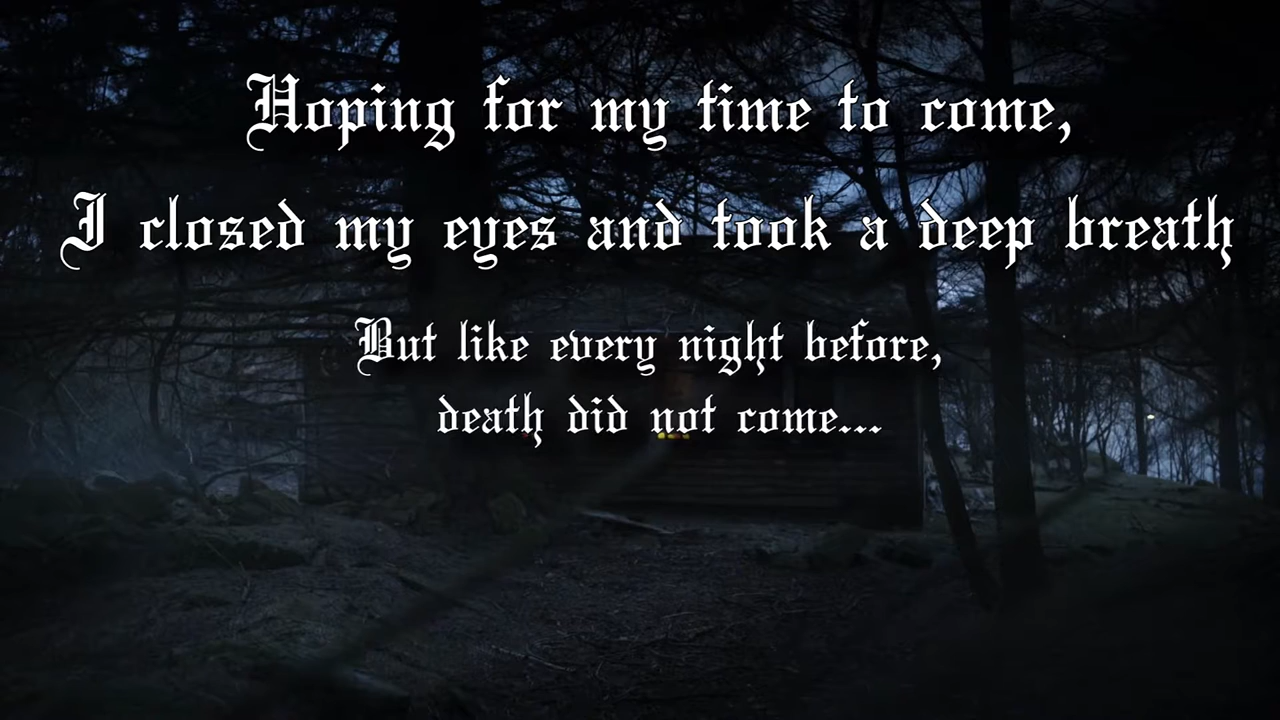 Hoping for my time to come,
I closed my eyes and took a deep breath
But like every night before,
death did not come...